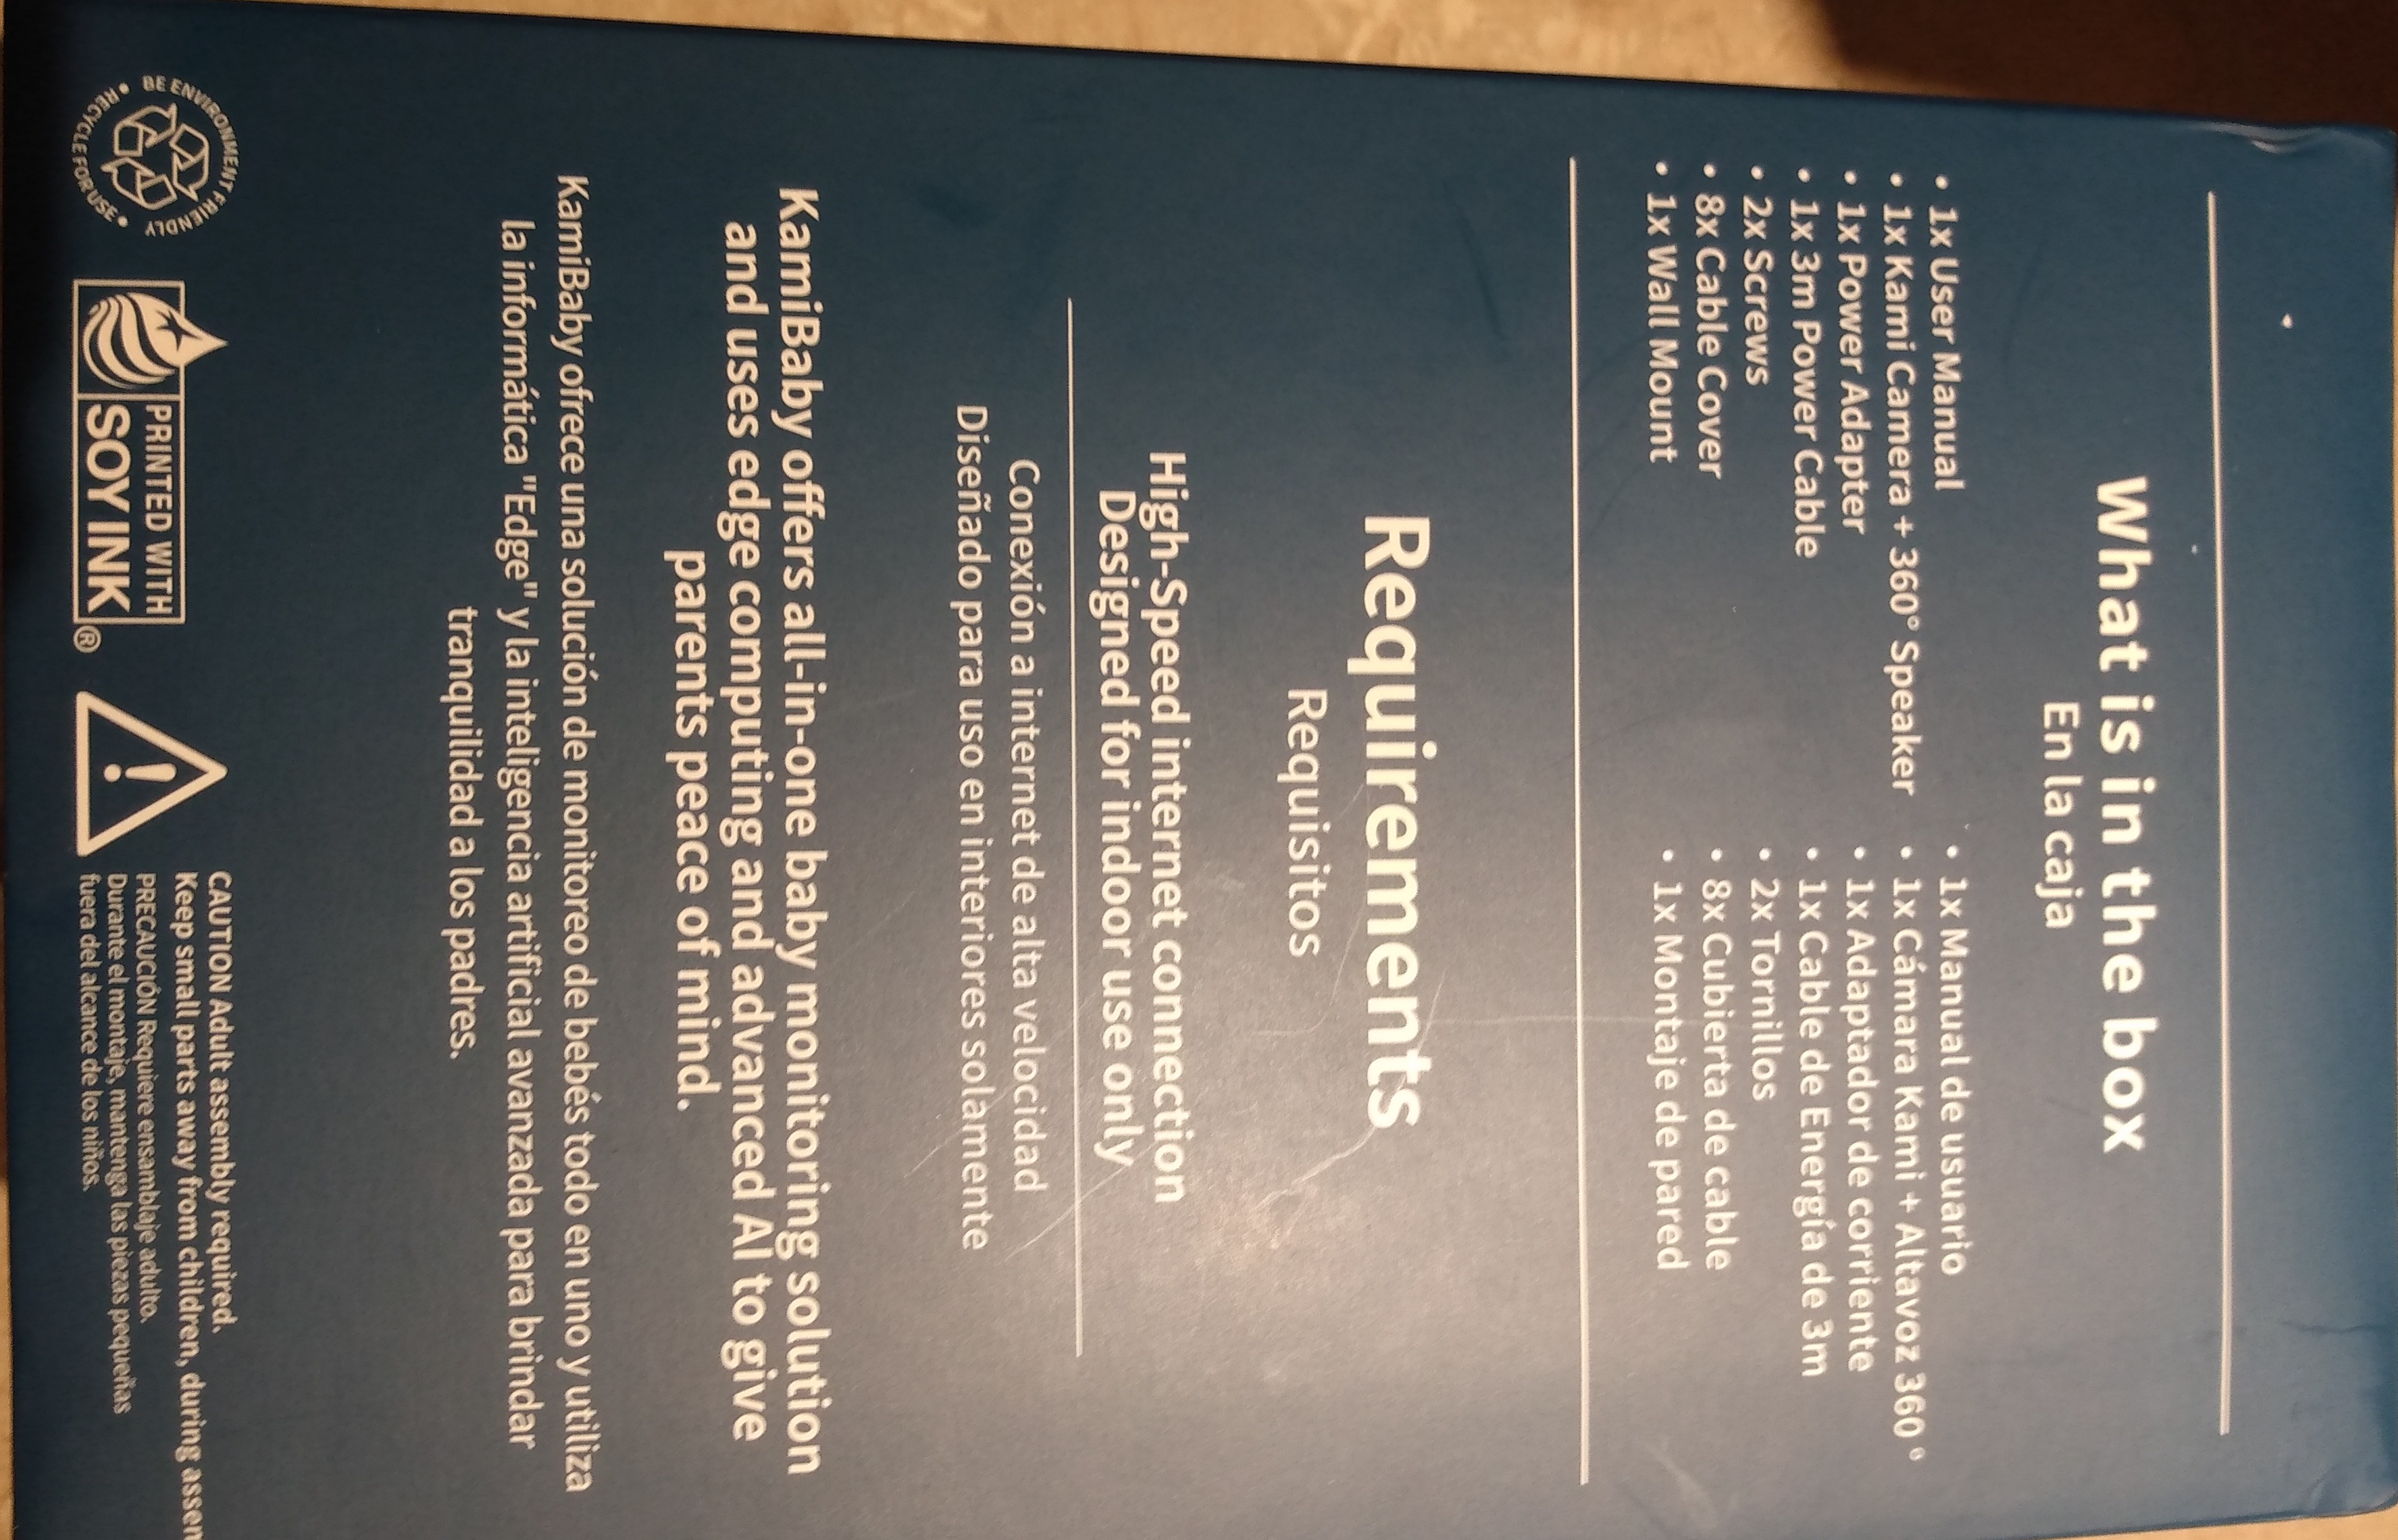 What is in the box
En la caja
• 1x User Manual
• 1x Kami Camera + 360° Speaker
• 1x Power Adapter
• 1x 3m Power Cable
• 2x Screws
• 8x Cable Cover
• 1x Wall Mount
• 1x Manual de usuario
• 1x Cámara Kami + Altavoz 360°
• 1x Adaptador de corriente
• 1x Cable de Energía de 3m
• 2x Tornillos
• 8x Cubierta de cable
• 1x Montaje de pared
Requirements
Requisitos
High-Speed internet connection
Designed for indoor use only
Conexión a internet de alta velocidad
Diseñado para uso en interiores solamente
KamiBaby offers all-in-one baby monitoring solution
and uses edge computing and advanced AI to give
parents peace of mind.
KamiBaby ofrece una solución de monitoreo de bebés todo en uno y utiliza
la informática "Edge" y la inteligencia artificial avanzada para brindar
tranquilidad a los padres.
BE ENVIRONMENT FRIENDLY • RECYCLE FOR USE •
PRINTED WITH
SOY INK®
CAUTION Adult assembly required.
Keep small parts away from children, during assem
PRECAUCIÓN Requiere ensamblaje adulto.
Durante el montaje, mantenga las piezas pequeñas
fuera del alcance de los niños.